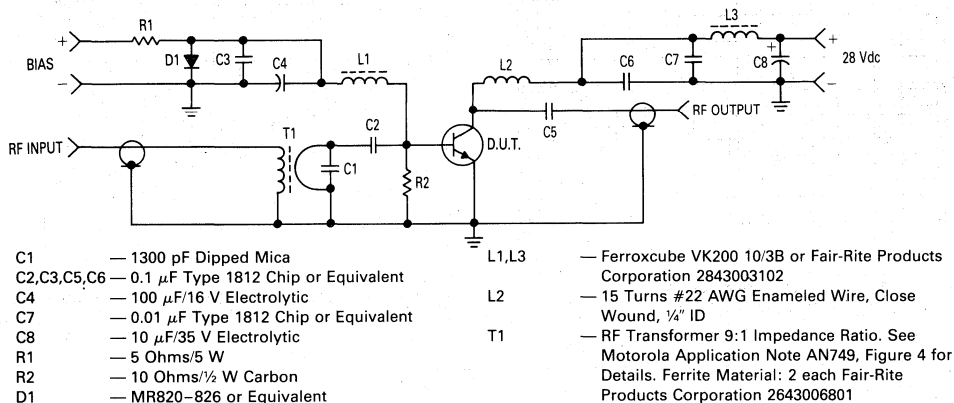 R1
L3
+
D1
C3
C4
L1
BIAS
−
L2
C6
C7
+
C8
+
28 Vdc
−
RF INPUT
T1
C1
C2
R2
D.U.T.
C5
RF OUTPUT
C1 — 1300 pF Dipped Mica
C2,C3,C5,C6 — 0.1 μF Type 1812 Chip or Equivalent
C4 — 100 μF/16 V Electrolytic
C7 — 0.01 μF Type 1812 Chip or Equivalent
C8 — 10 μF/35 V Electrolytic
R1 — 5 Ohms/5 W
R2 — 10 Ohms/½ W Carbon
D1 — MR820–826 or Equivalent
L1,L3 — Ferroxcube VK200 10/3B or Fair-Rite Products
Corporation 2843003102
L2 — 15 Turns #22 AWG Enameled Wire, Close
Wound, ¼″ ID
T1 — RF Transformer 9:1 Impedance Ratio. See
Motorola Application Note AN749, Figure 4 for
Details. Ferrite Material: 2 each Fair-Rite
Products Corporation 2643006801